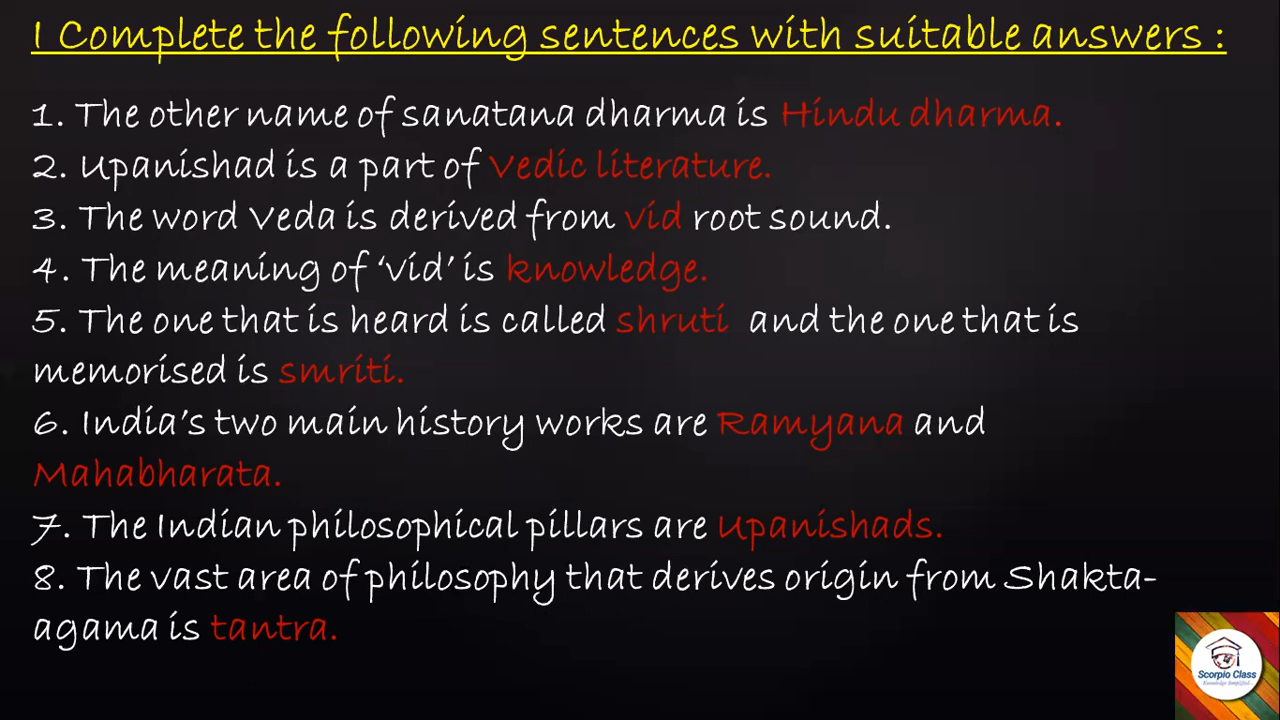 I Complete the following sentences with suitable answers :
1. The other name of sanatana dharma is Hindu dharma.
2. Upanishad is a part of Vedic literature.
3. The word Veda is derived from vid root sound.
4. The meaning of ‘vid’ is knowledge.
5. The one that is heard is called shruti and the one that is
memorised is smriti.
6. India’s two main history works are Ramyana and
Mahabharata.
7. The Indian philosophical pillars are Upanishads.
8. The vast area of philosophy that derives origin from Shakta-
agama is tantra.
Scorpio Class
Knowledge Simplified